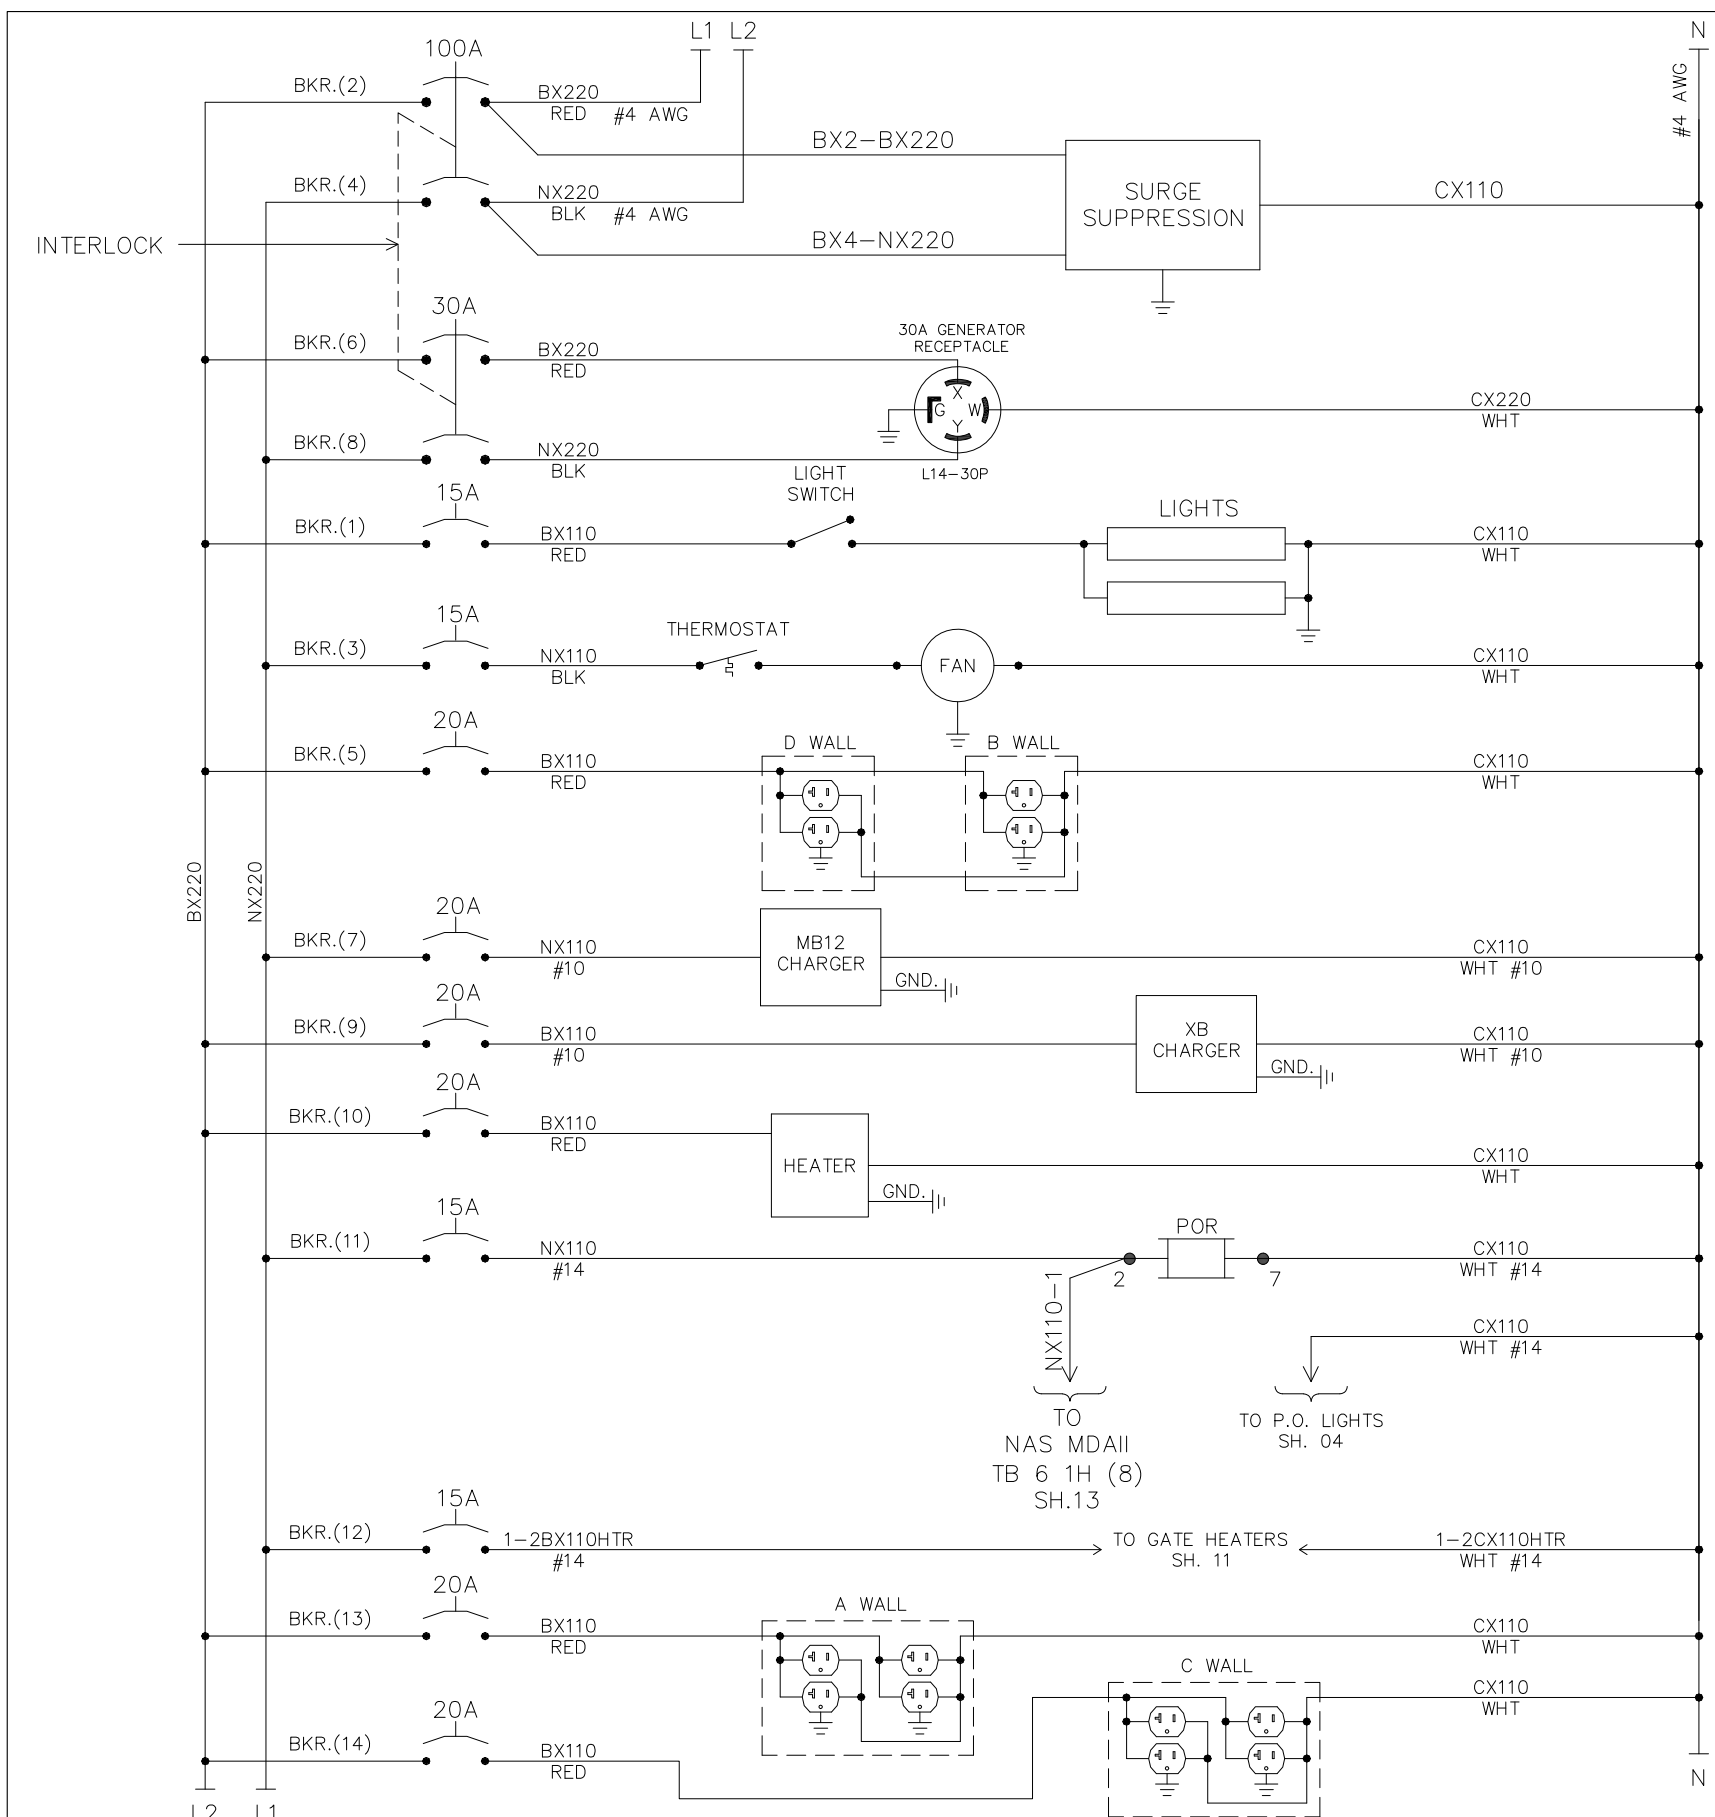 L1 L2
N
100A
#4 AWG
BKR.(2)
BX220
RED #4 AWG
BX2-BX220
BKR.(4)
NX220
BLK #4 AWG
SURGE
SUPPRESSION
CX110
INTERLOCK
BX4-NX220
30A
30A GENERATOR
RECEPTACLE
BKR.(6)
BX220
RED
X
G W
Y
CX220
WHT
BKR.(8)
NX220
BLK
L14-30P
15A
LIGHT
SWITCH
LIGHTS
BKR.(1)
BX110
RED
CX110
WHT
15A
THERMOSTAT
BKR.(3)
NX110
BLK
FAN
CX110
WHT
20A
D WALL
B WALL
BKR.(5)
BX110
RED
CX110
WHT
BX220
NX220
20A
BKR.(7)
NX110
#10
MB12
CHARGER
GND.
CX110
WHT #10
20A
BKR.(9)
BX110
#10
XB
CHARGER
GND.
CX110
WHT #10
20A
BKR.(10)
BX110
RED
HEATER
GND.
CX110
WHT
15A
BKR.(11)
NX110
#14
POR
2
7
CX110
WHT #14
NX110-1
CX110
WHT #14
TO
NAS MDAII
TB 6 1H (8)
SH.13
TO P.O. LIGHTS
SH. 04
15A
BKR.(12)
1-2BX110HTR
#14
TO GATE HEATERS
SH. 11
1-2CX110HTR
WHT #14
20A
A WALL
BKR.(13)
BX110
RED
CX110
WHT
C WALL
CX110
WHT
20A
BKR.(14)
BX110
RED
N
L2 L1